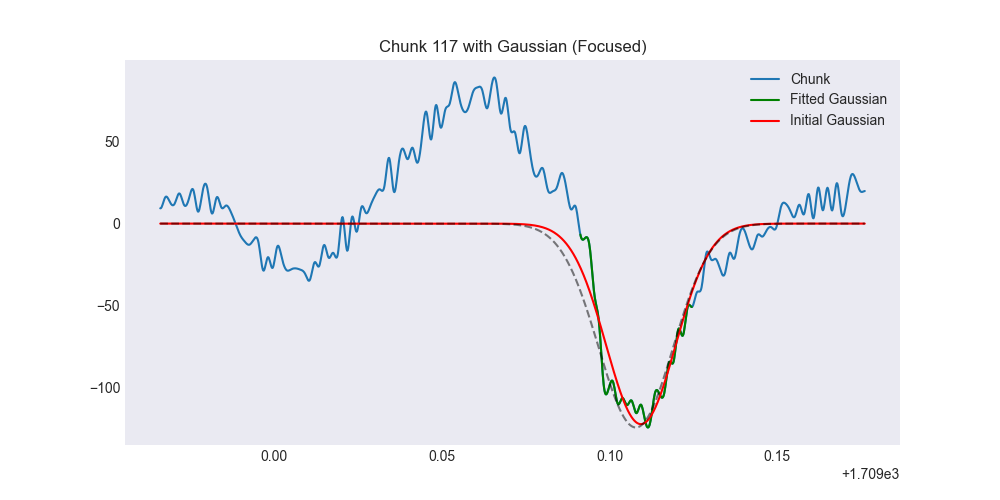 Chunk 117 with Gaussian (Focused)
Chunk
Fitted Gaussian
Initial Gaussian
50
0
−50
−100
0.00 0.05 0.10 0.15
+1.709e3